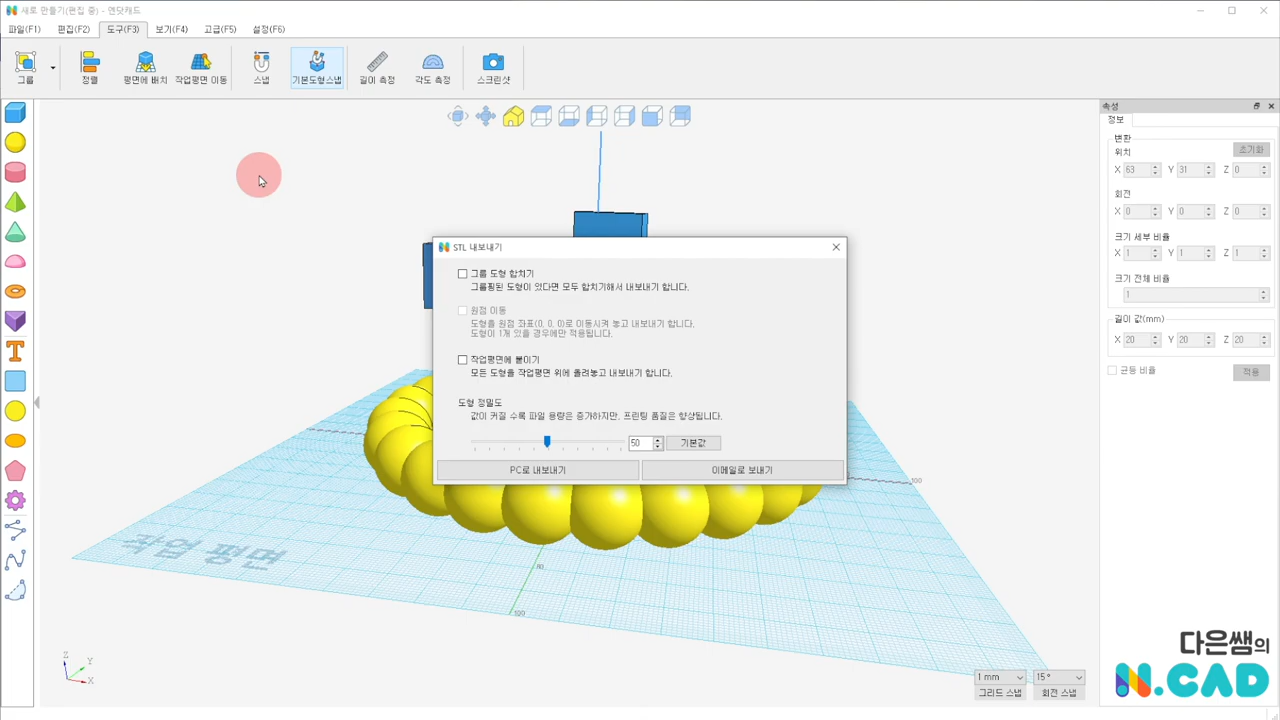 새로 만들기(편집 중) - 엔닷캐드
파일(F1) 편집(F2) 도구(F3) 보기(F4) 고급(F5) 설정(F6)
그룹 정렬 평면에 배치 작업평면 이동 스냅 기본도형스냅 길이 측정 각도 측정 스크린샷
속성
정보
변환
위치 초기화
X 63 Y 31 Z 0
회전
X 0 Y 0 Z 0
크기 세부 비율
X 1 Y 1 Z 1
크기 전체 비율
1
길이 값(mm)
X 20 Y 20 Z 20
균등 비율 적용
STL 내보내기
그룹 도형 합치기
그룹핑된 도형이 있다면 모두 합치기해서 내보내기 합니다.
원점 이동
도형을 원점 좌표(0, 0, 0)로 이동시켜 놓고 내보내기 합니다.
도형이 1개 있을 경우에만 적용됩니다.
작업평면에 붙이기
모든 도형을 작업평면 위에 올려놓고 내보내기 합니다.
도형 정밀도
값이 커질 수록 파일 용량은 증가하지만, 프린팅 품질은 향상됩니다.
50 기본값
PC로 내보내기 이메일로 보내기
100
작업 평면
80
100
Z Y X
1 mm 15°
그리드 스냅 회전 스냅
다은쌤의
N.CAD